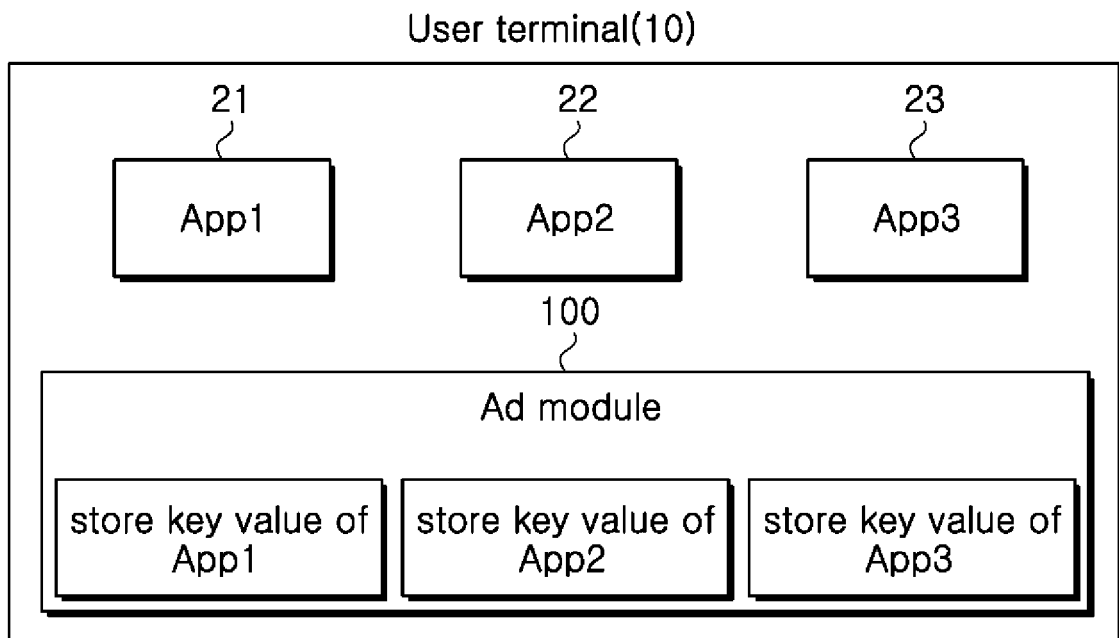 User terminal(10)
21
22
23
App1
App2
App3
100
Ad module
store key value of
App1
store key value of
App2
store key value of
App3